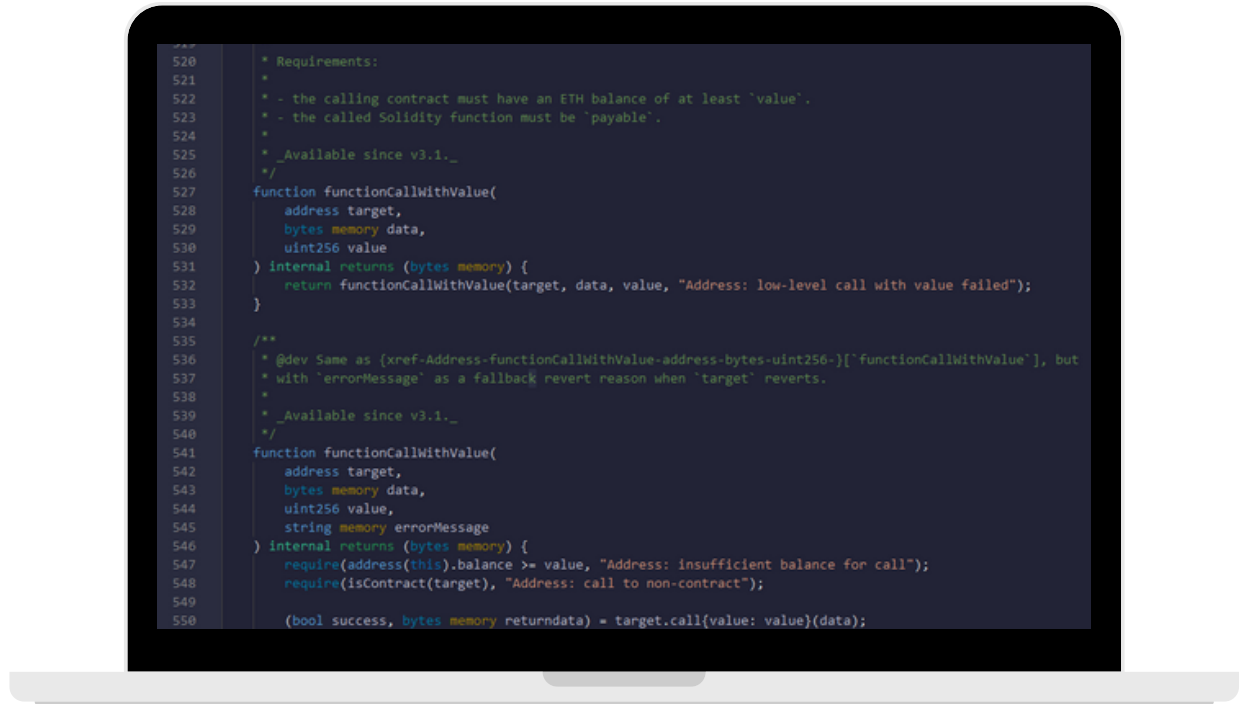 520 * Requirements:
521 *
522 * - the calling contract must have an ETH balance of at least `value`.
523 * - the called Solidity function must be `payable`.
524 *
525 * _Available since v3.1._
526 */
527 function functionCallWithValue(
528 address target,
529 bytes memory data,
530 uint256 value
531 ) internal returns (bytes memory) {
532 return functionCallWithValue(target, data, value, "Address: low-level call with value failed");
533 }
534
535 /**
536 * @dev Same as {xref-Address-functionCallWithValue-address-bytes-uint256-}[`functionCallWithValue`], but
537 * with `errorMessage` as a fallback revert reason when `target` reverts.
538 *
539 * _Available since v3.1._
540 */
541 function functionCallWithValue(
542 address target,
543 bytes memory data,
544 uint256 value,
545 string memory errorMessage
546 ) internal returns (bytes memory) {
547 require(address(this).balance >= value, "Address: insufficient balance for call");
548 require(isContract(target), "Address: call to non-contract");
549
550 (bool success, bytes memory returndata) = target.call{value: value}(data);